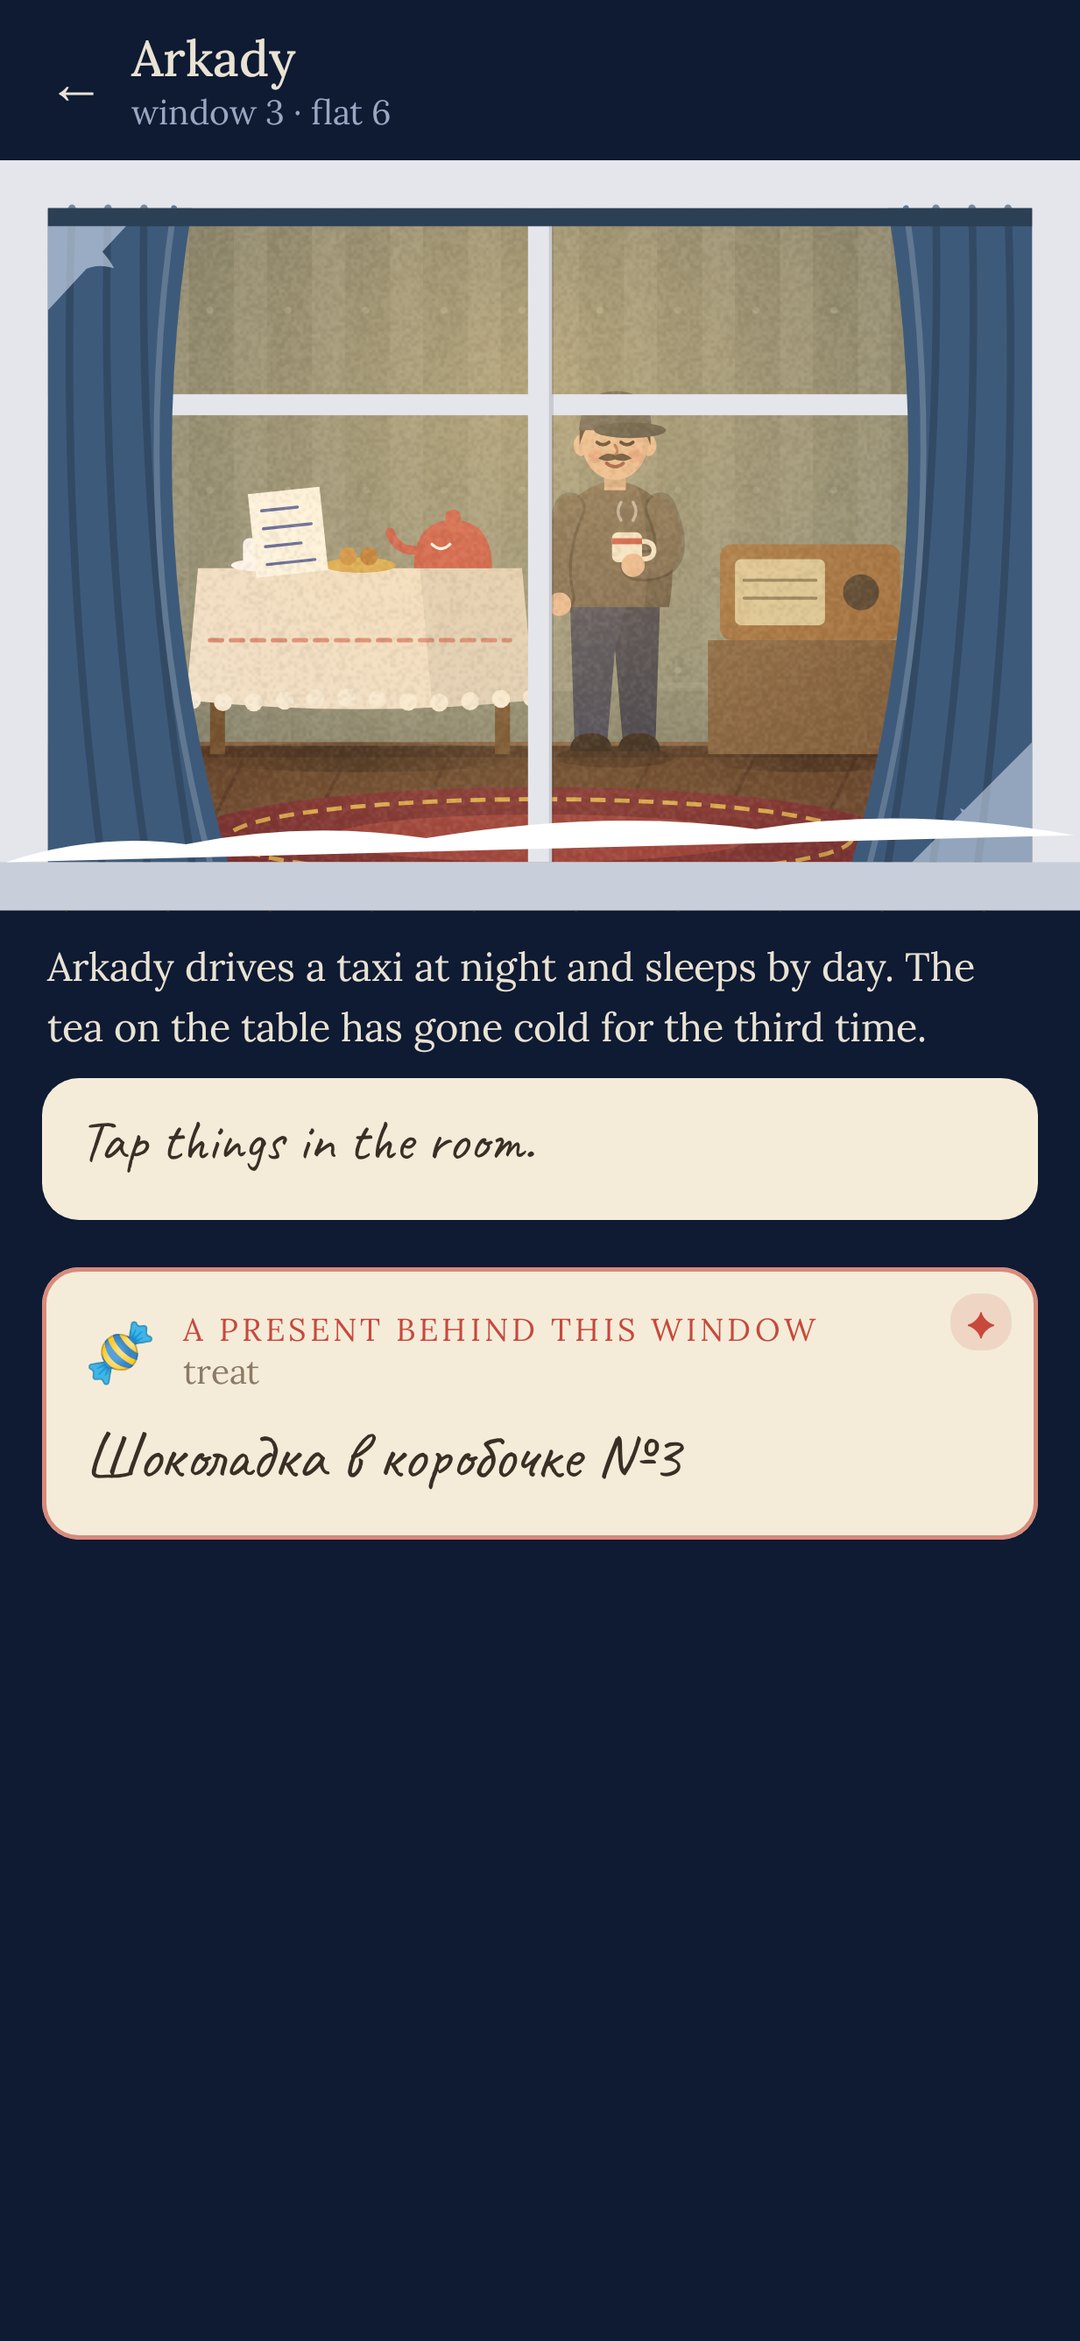 Arkady
window 3 · flat 6
Arkady drives a taxi at night and sleeps by day. The
tea on the table has gone cold for the third time.
Tap things in the room.
A PRESENT BEHIND THIS WINDOW
treat
Шоколадка в коробочке №3